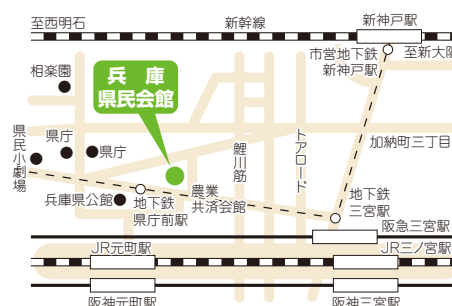 至西明石
新幹線
新神戸駅
市営地下鉄
新神戸駅
至新大阪
相楽園
兵庫
県民会館
県民小劇場
県庁
県庁
鯉川筋
トアロード
加納町三丁目
兵庫県公館
地下鉄
県庁前駅
農業
共済会館
地下鉄
三宮駅
阪急三宮駅
JR元町駅
JR三ノ宮駅
阪神元町駅
阪神三宮駅